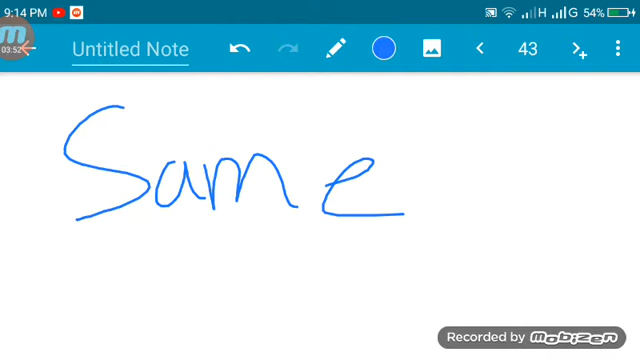 9:14 PM H G 54%
M
03:52
Untitled Note 43
Same
Recorded by mobizen